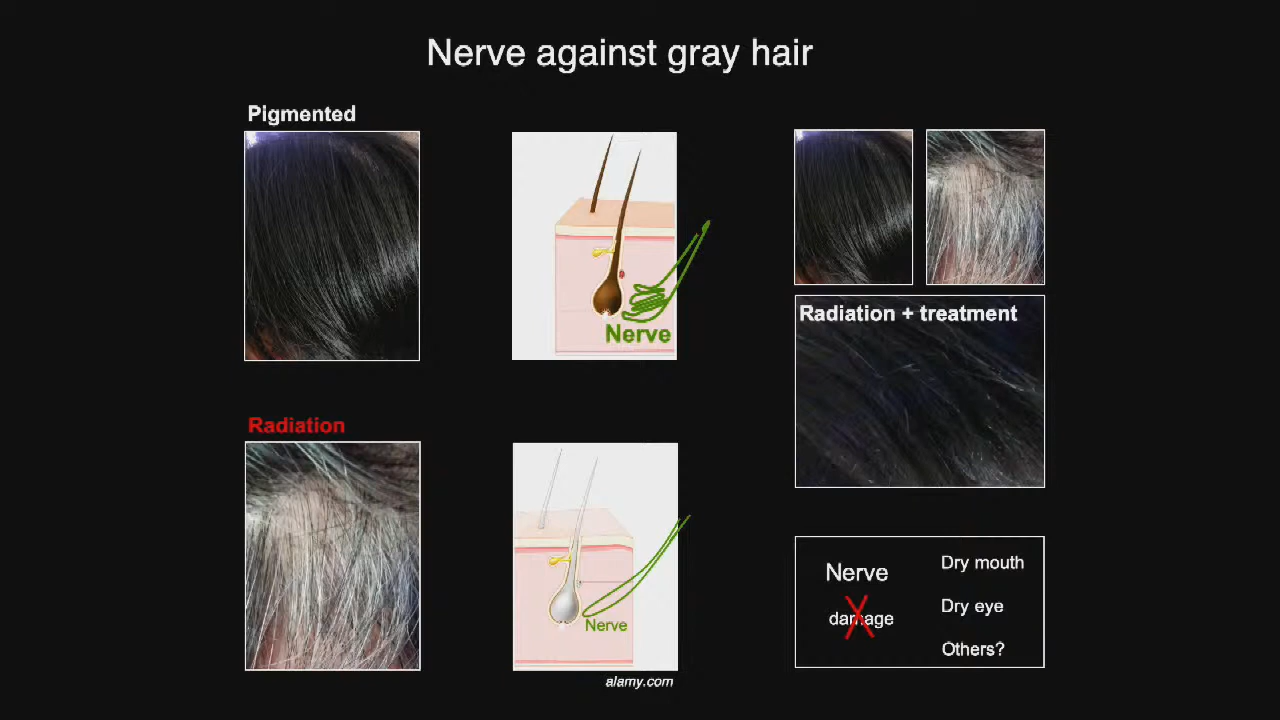 Nerve against gray hair
Pigmented
Nerve
Radiation
Nerve
alamy.com
Radiation + treatment
Nerve
damage
Dry mouth
Dry eye
Others?